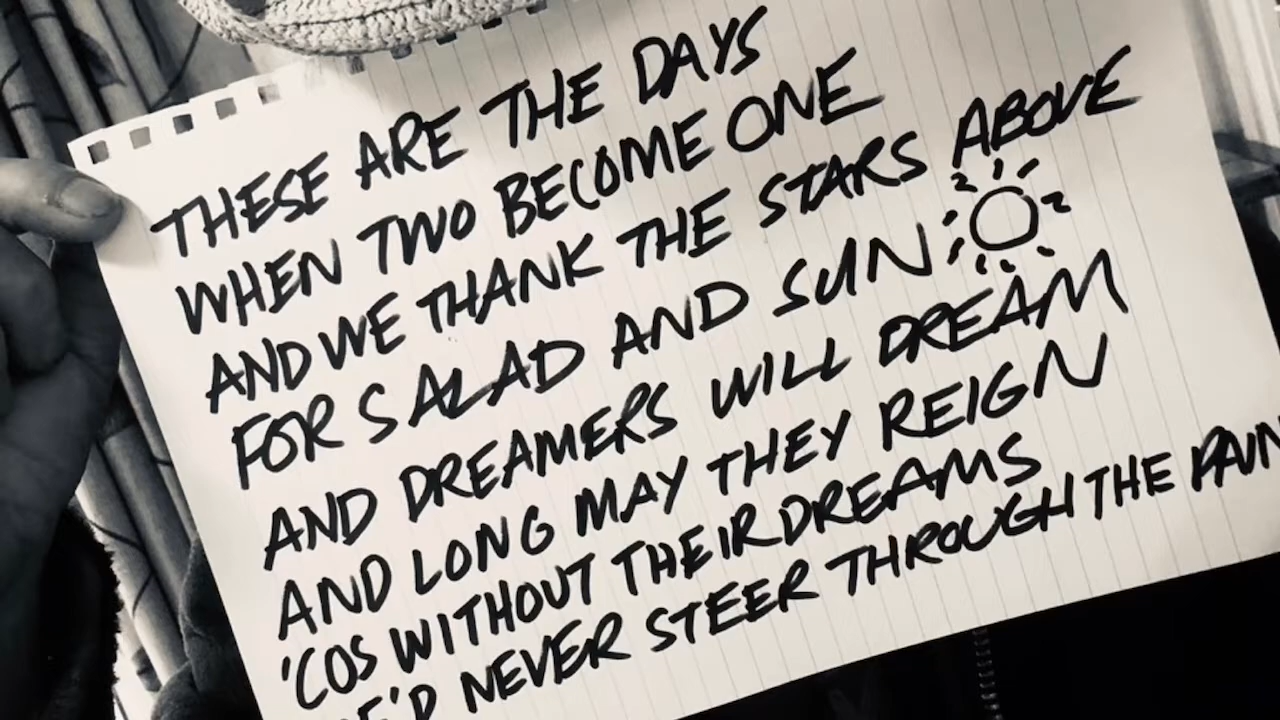 THESE ARE THE DAYS
WHEN TWO BECOME ONE
AND WE THANK THE STARS ABOVE
FOR SALAD AND SUN
AND DREAMERS WILL DREAM
AND LONG MAY THEY REIGN
'COS WITHOUT THEIR DREAMS
NEVER STEER THROUGH THE PAIN